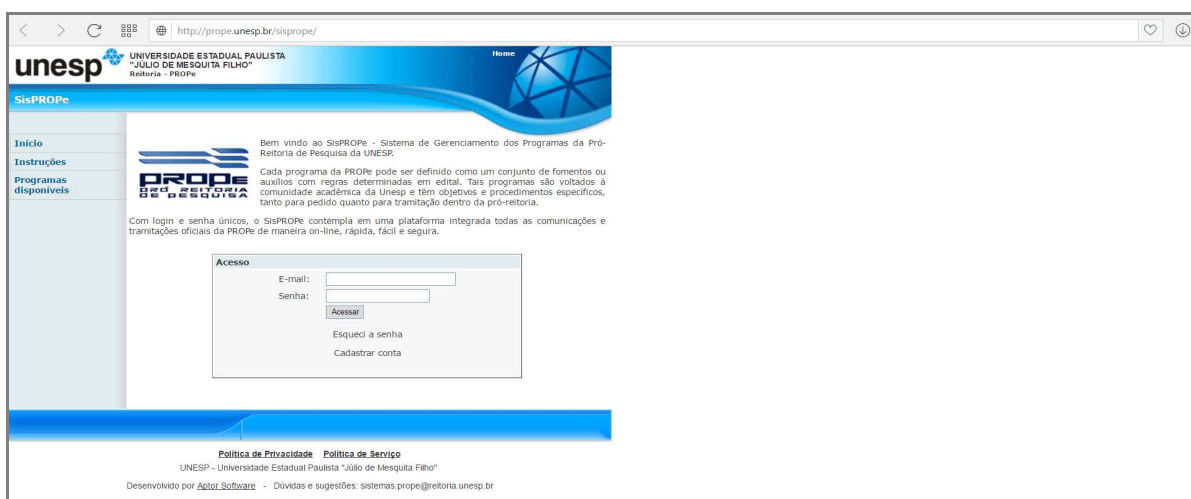 http://prope.unesp.br/sisprope/
unesp
UNIVERSIDADE ESTADUAL PAULISTA
"JÚLIO DE MESQUITA FILHO"
Reitoria - PROPe
Home
SisPROPe
Início
Instruções
Programas
disponíveis
PROPe
PRÓ REITORIA
DE PESQUISA
Bem vindo ao SisPROPe - Sistema de Gerenciamento dos Programas da Pró-
Reitoria de Pesquisa da UNESP.
Cada programa da PROPe pode ser definido como um conjunto de fomentos ou
auxílios com regras determinadas em edital. Tais programas são voltados à
comunidade acadêmica da Unesp e têm objetivos e procedimentos específicos,
tanto para pedido quanto para tramitação dentro da pró-reitoria.
Com login e senha únicos, o SisPROPe contempla em uma plataforma integrada todas as comunicações e
tramitações oficiais da PROPe de maneira on-line, rápida, fácil e segura.
Acesso
E-mail:
Senha:
Acessar
Esqueci a senha
Cadastrar conta
Política de Privacidade Política de Serviço
UNESP - Universidade Estadual Paulista "Júlio de Mesquita Filho"
Desenvolvido por Aptor Software - Dúvidas e sugestões: sistemas.prope@reitoria.unesp.br